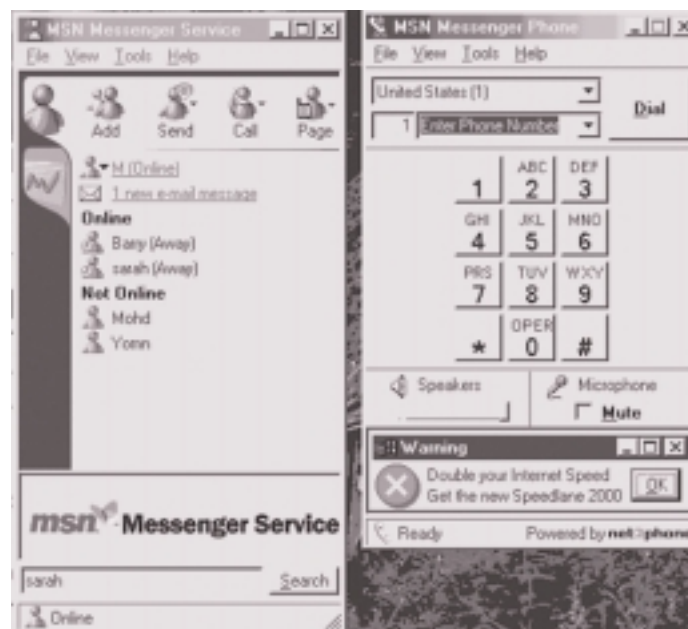 MSN Messenger Service
File View Tools Help
Add Send Call Page
M (Online)
1 new e-mail message
Online
Barry (Away)
sarah (Away)
Not Online
Mohd
Yomn
msn Messenger Service
sarah Search
Online
MSN Messenger Phone
File View Tools Help
United States (1)
Dial
1 Enter Phone Number
1 ABC 2 DEF 3
GHI 4 JKL 5 MNO 6
PRS 7 TUV 8 WXY 9
* OPER 0 #
Speakers Microphone
Mute
Warning
Double your Internet Speed
Get the new Speedlane 2000
OK
Ready Powered by net2phone